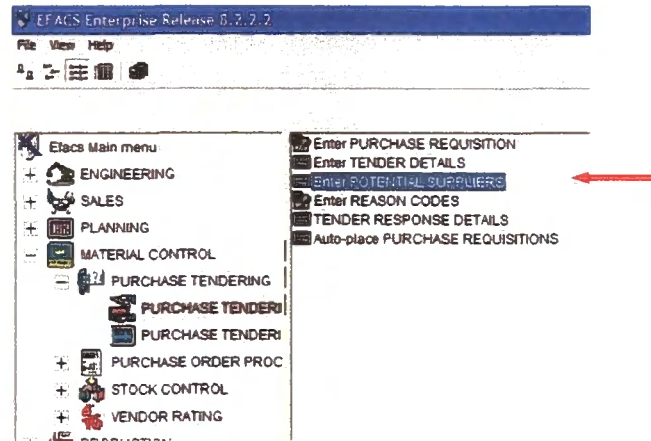 EFACS Enterprise Release 8.2.2.2
File View Help
Efacs Main menu
ENGINEERING
SALES
PLANNING
MATERIAL CONTROL
PURCHASE TENDERING
PURCHASE TENDERI
PURCHASE TENDERI
PURCHASE ORDER PROC
STOCK CONTROL
VENDOR RATING
PRODUCTION
Enter PURCHASE REQUISITION
Enter TENDER DETAILS
Enter POTENTIAL SUPPLIERS
Enter REASON CODES
TENDER RESPONSE DETAILS
Auto-place PURCHASE REQUISITIONS